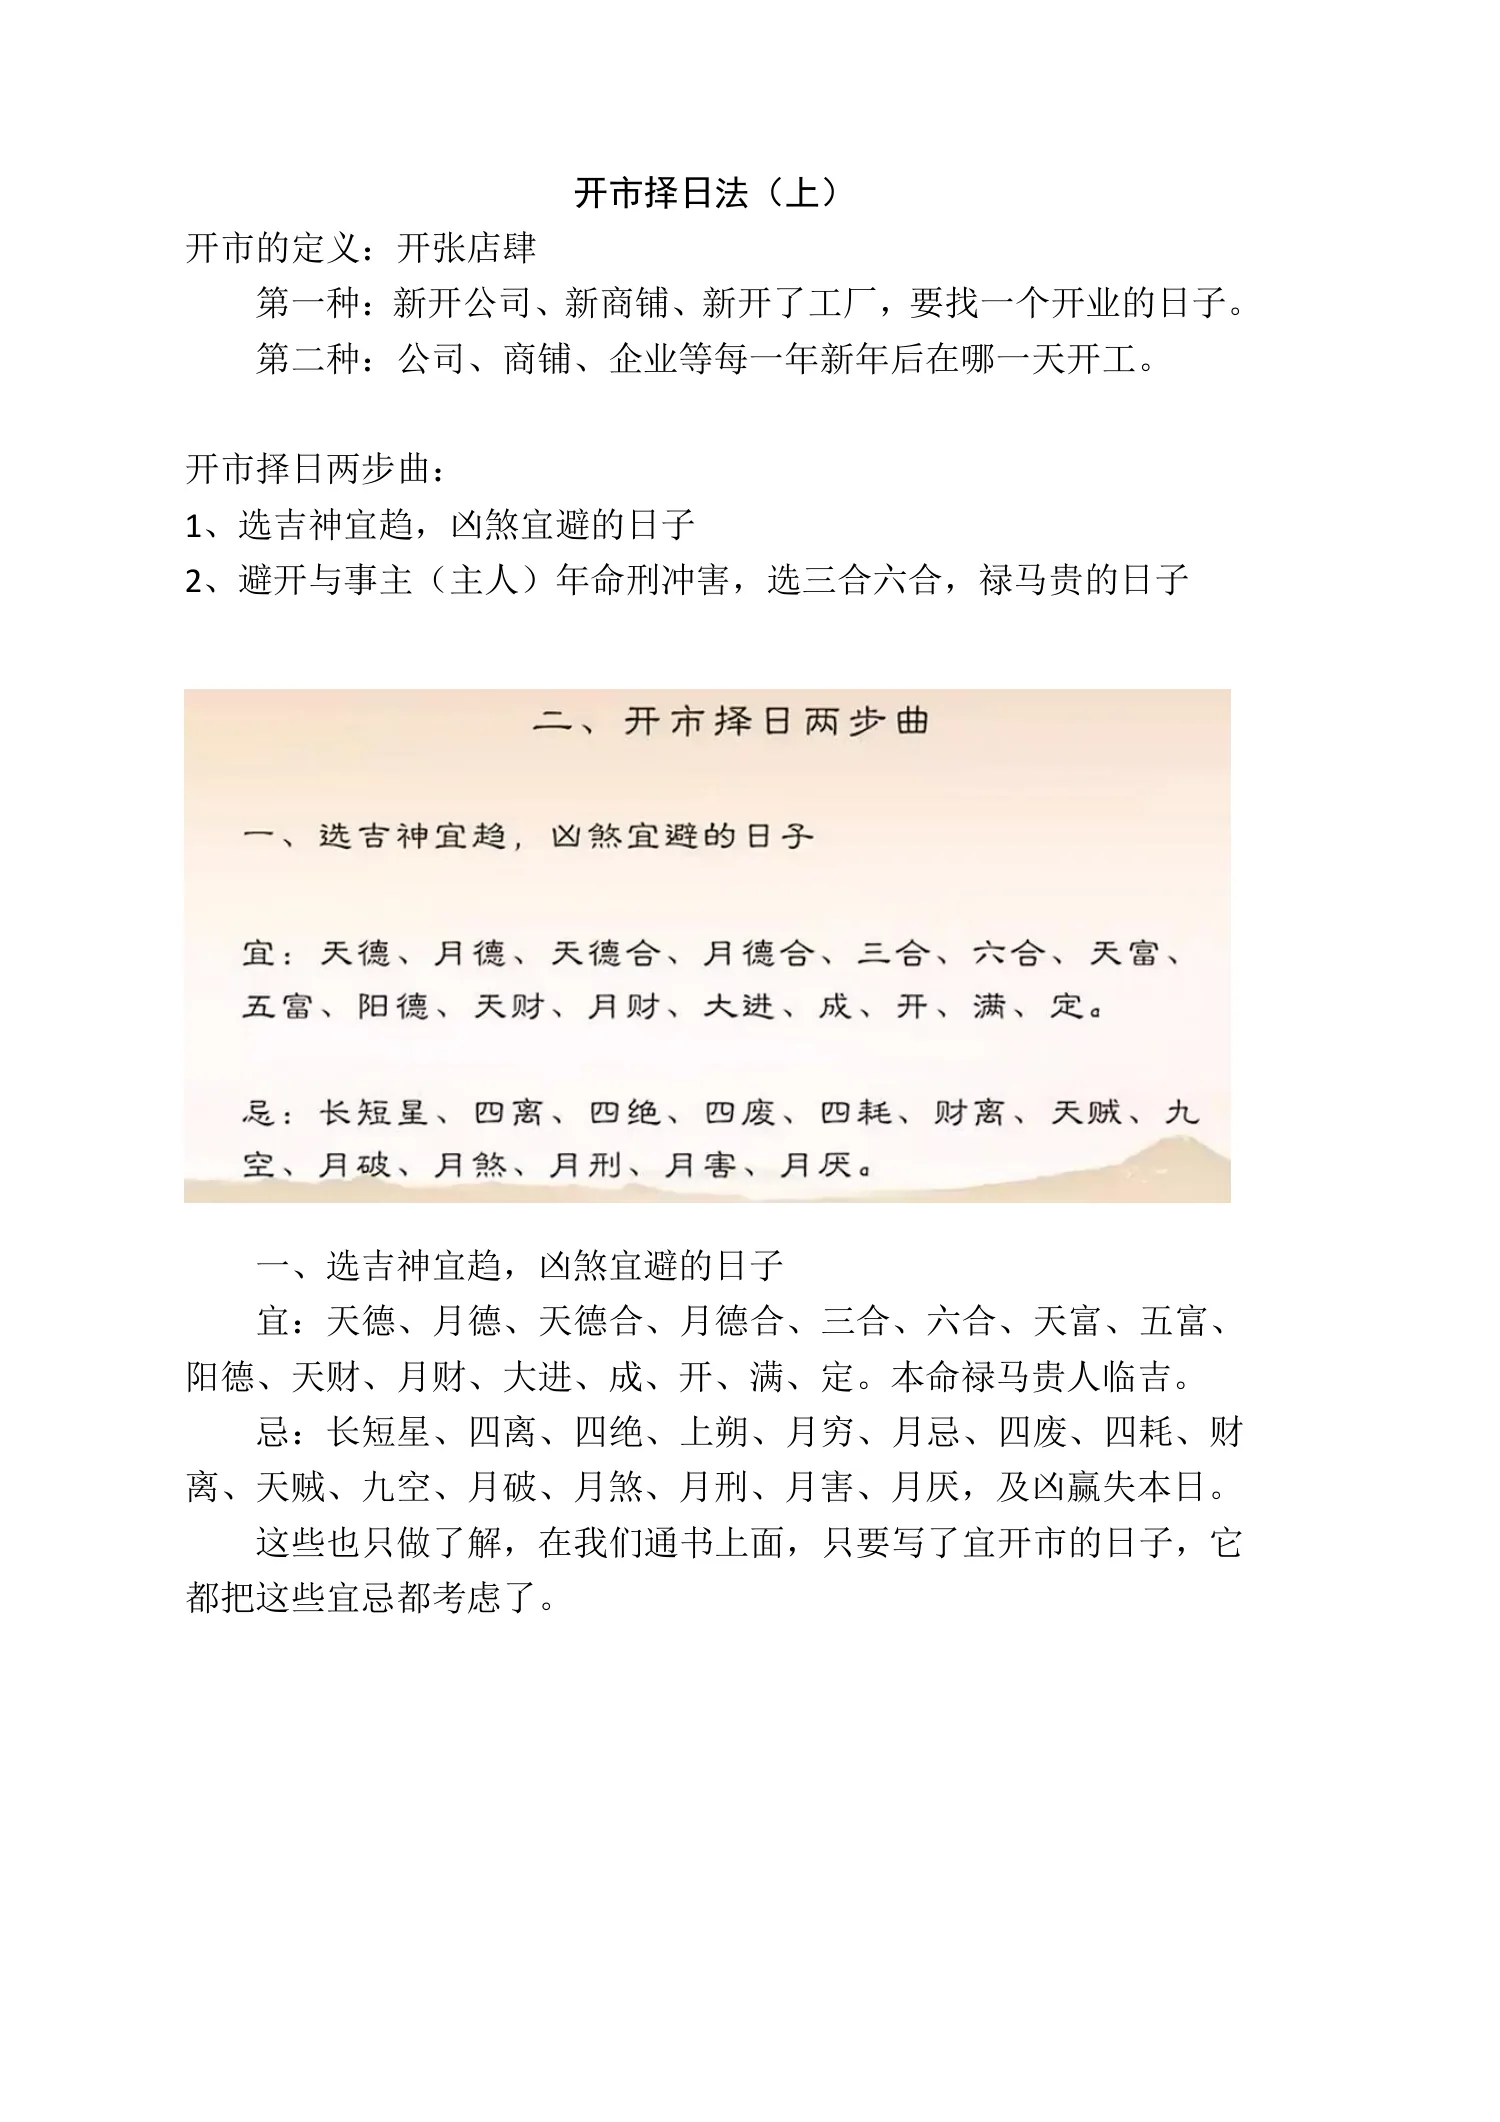 开市择日法（上）
开市的定义：开张店肆
第一种：新开公司、新商铺、新开了工厂，要找一个开业的日子。
第二种：公司、商铺、企业等每一年新年后在哪一天开工。
开市择日两步曲：
1、选吉神宜趋，凶煞宜避的日子
2、避开与事主（主人）年命刑冲害，选三合六合，禄马贵的日子
二、开市择日两步曲
一、选吉神宜趋，凶煞宜避的日子
宜：天德、月德、天德合、月德合、三合、六合、天富、
五富、阳德、天财、月财、大进、成、开、满、定。
忌：长短星、四离、四绝、四废、四耗、财离、天贼、九
空、月破、月煞、月刑、月害、月厌。
一、选吉神宜趋，凶煞宜避的日子
宜：天德、月德、天德合、月德合、三合、六合、天富、五富、
阳德、天财、月财、大进、成、开、满、定。本命禄马贵人临吉。
忌：长短星、四离、四绝、上朔、月穷、月忌、四废、四耗、财
离、天贼、九空、月破、月煞、月刑、月害、月厌，及凶赢失本日。
这些也只做了解，在我们通书上面，只要写了宜开市的日子，它
都把这些宜忌都考虑了。